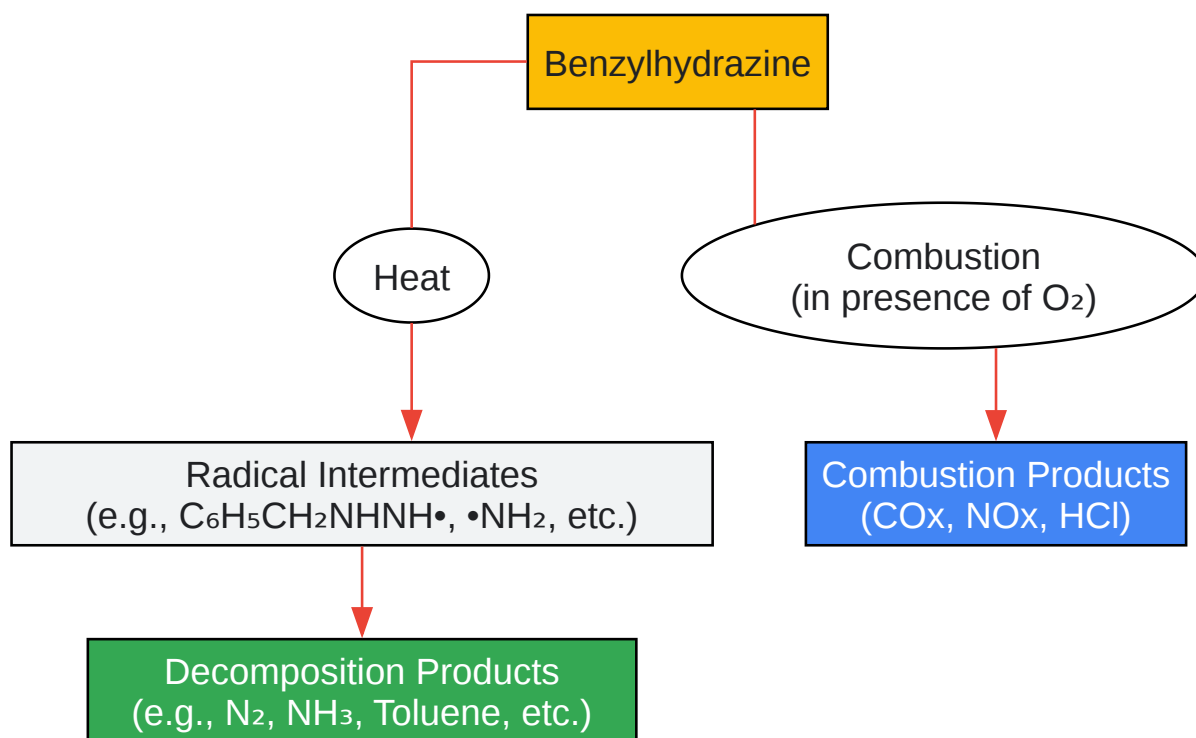 Benzylhydrazine
Heat
Combustion
(in presence of O₂)
Radical Intermediates
(e.g., C₆H₅CH₂NHNH•, •NH₂, etc.)
Combustion Products
(COx, NOx, HCl)
Decomposition Products
(e.g., N₂, NH₃, Toluene, etc.)